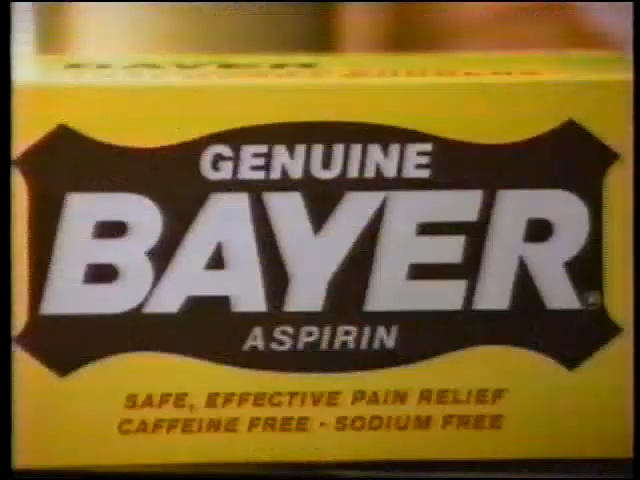 GENUINE
BAYER®
ASPIRIN
SAFE, EFFECTIVE PAIN RELIEF
CAFFEINE FREE • SODIUM FREE